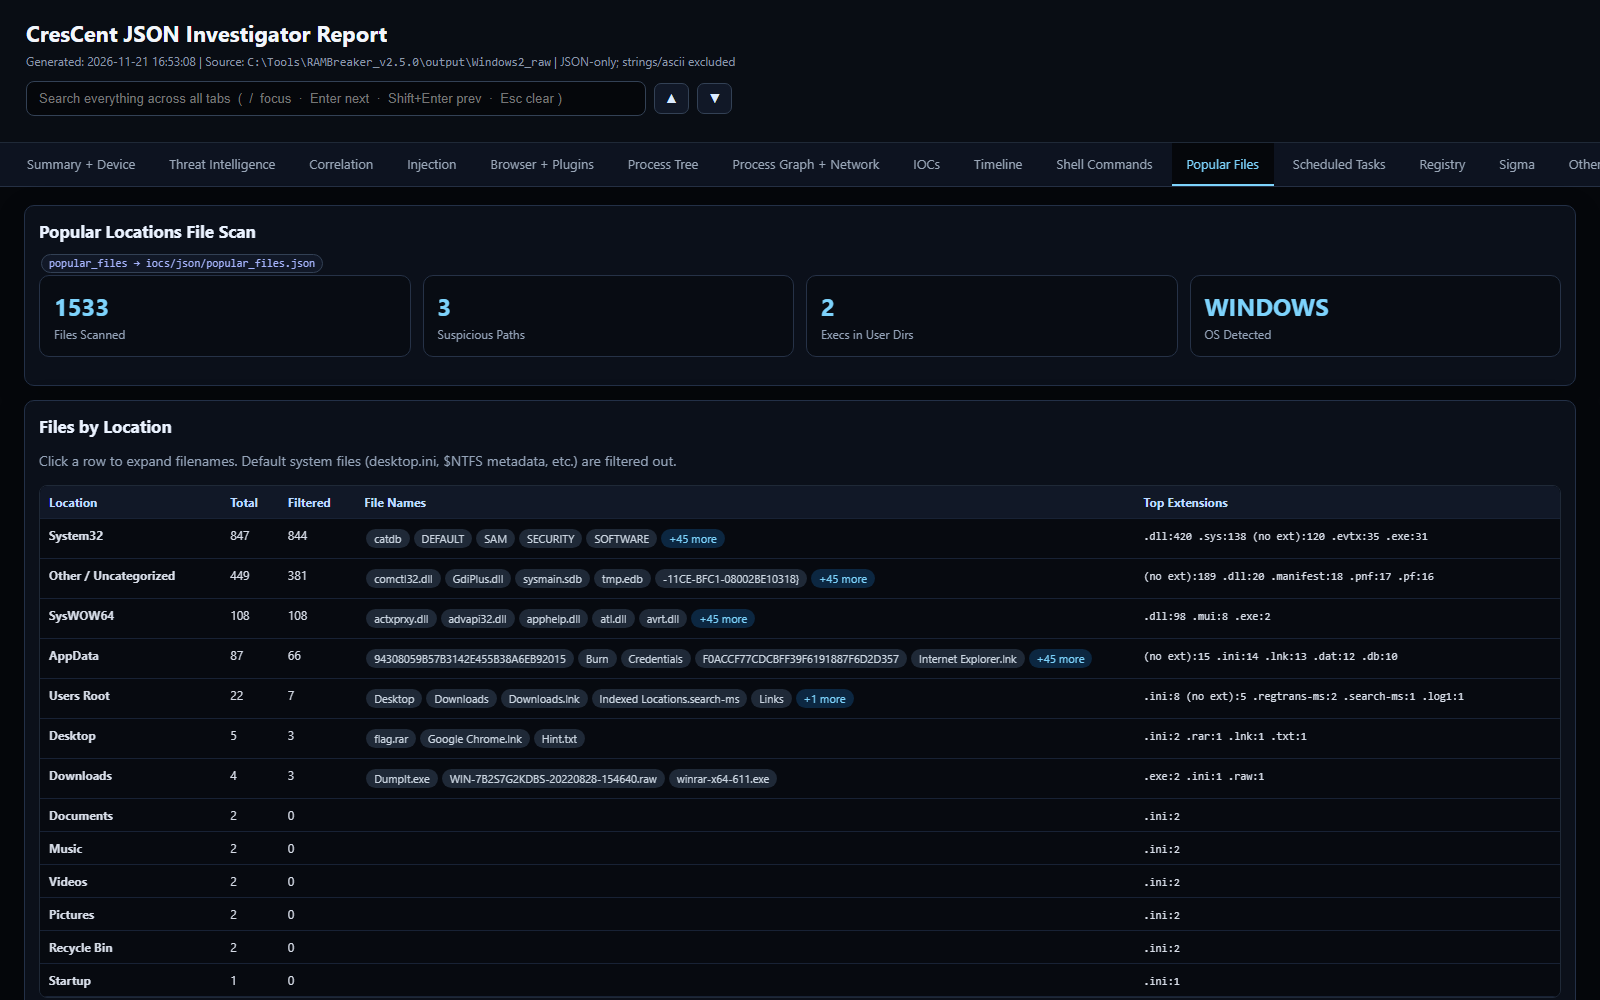 CresCent JSON Investigator Report
Generated: 2026-11-21 16:53:08 | Source: C:\Tools\RAMBreaker_v2.5.0\output\Windows2_raw | JSON-only; strings/ascii excluded
Search everything across all tabs ( / focus · Enter next · Shift+Enter prev · Esc clear ) ▲ ▼
Summary + Device Threat Intelligence Correlation Injection Browser + Plugins Process Tree Process Graph + Network IOCs Timeline Shell Commands Popular Files Scheduled Tasks Registry Sigma Other
Popular Locations File Scan
popular_files → iocs/json/popular_files.json
1533 3 2 WINDOWS
Files Scanned Suspicious Paths Execs in User Dirs OS Detected
Files by Location
Click a row to expand filenames. Default system files (desktop.ini, $NTFS metadata, etc.) are filtered out.
Location Total Filtered File Names Top Extensions
System32 847 844 catdb DEFAULT SAM SECURITY SOFTWARE +45 more .dll:420 .sys:138 (no ext):120 .evtx:35 .exe:31
Other / Uncategorized 449 381 comctl32.dll GdiPlus.dll sysmain.sdb tmp.edb -11CE-BFC1-08002BE10318} +45 more (no ext):189 .dll:20 .manifest:18 .pnf:17 .pf:16
SysWOW64 108 108 actxprxy.dll advapi32.dll apphelp.dll atl.dll avrt.dll +45 more .dll:98 .mui:8 .exe:2
AppData 87 66 94308059B57B3142E455B38A6EB92015 Burn Credentials F0ACCF77CDCBFF39F6191887F6D2D357 Internet Explorer.lnk +45 more (no ext):15 .ini:14 .lnk:13 .dat:12 .db:10
Users Root 22 7 Desktop Downloads Downloads.lnk Indexed Locations.search-ms Links +1 more .ini:8 (no ext):5 .regtrans-ms:2 .search-ms:1 .log1:1
Desktop 5 3 flag.rar Google Chrome.lnk Hint.txt .ini:2 .rar:1 .lnk:1 .txt:1
Downloads 4 3 DumpIt.exe WIN-7B2S7G2KDBS-20220828-154640.raw winrar-x64-611.exe .exe:2 .ini:1 .raw:1
Documents 2 0 .ini:2
Music 2 0 .ini:2
Videos 2 0 .ini:2
Pictures 2 0 .ini:2
Recycle Bin 2 0 .ini:2
Startup 1 0 .ini:1